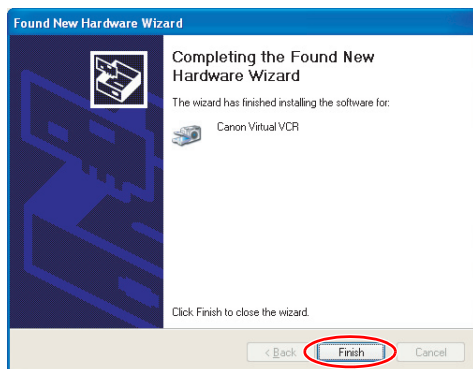 Found New Hardware Wizard
Completing the Found New
Hardware Wizard
The wizard has finished installing the software for:
Canon Virtual VCR
Click Finish to close the wizard.
< Back
Finish
Cancel